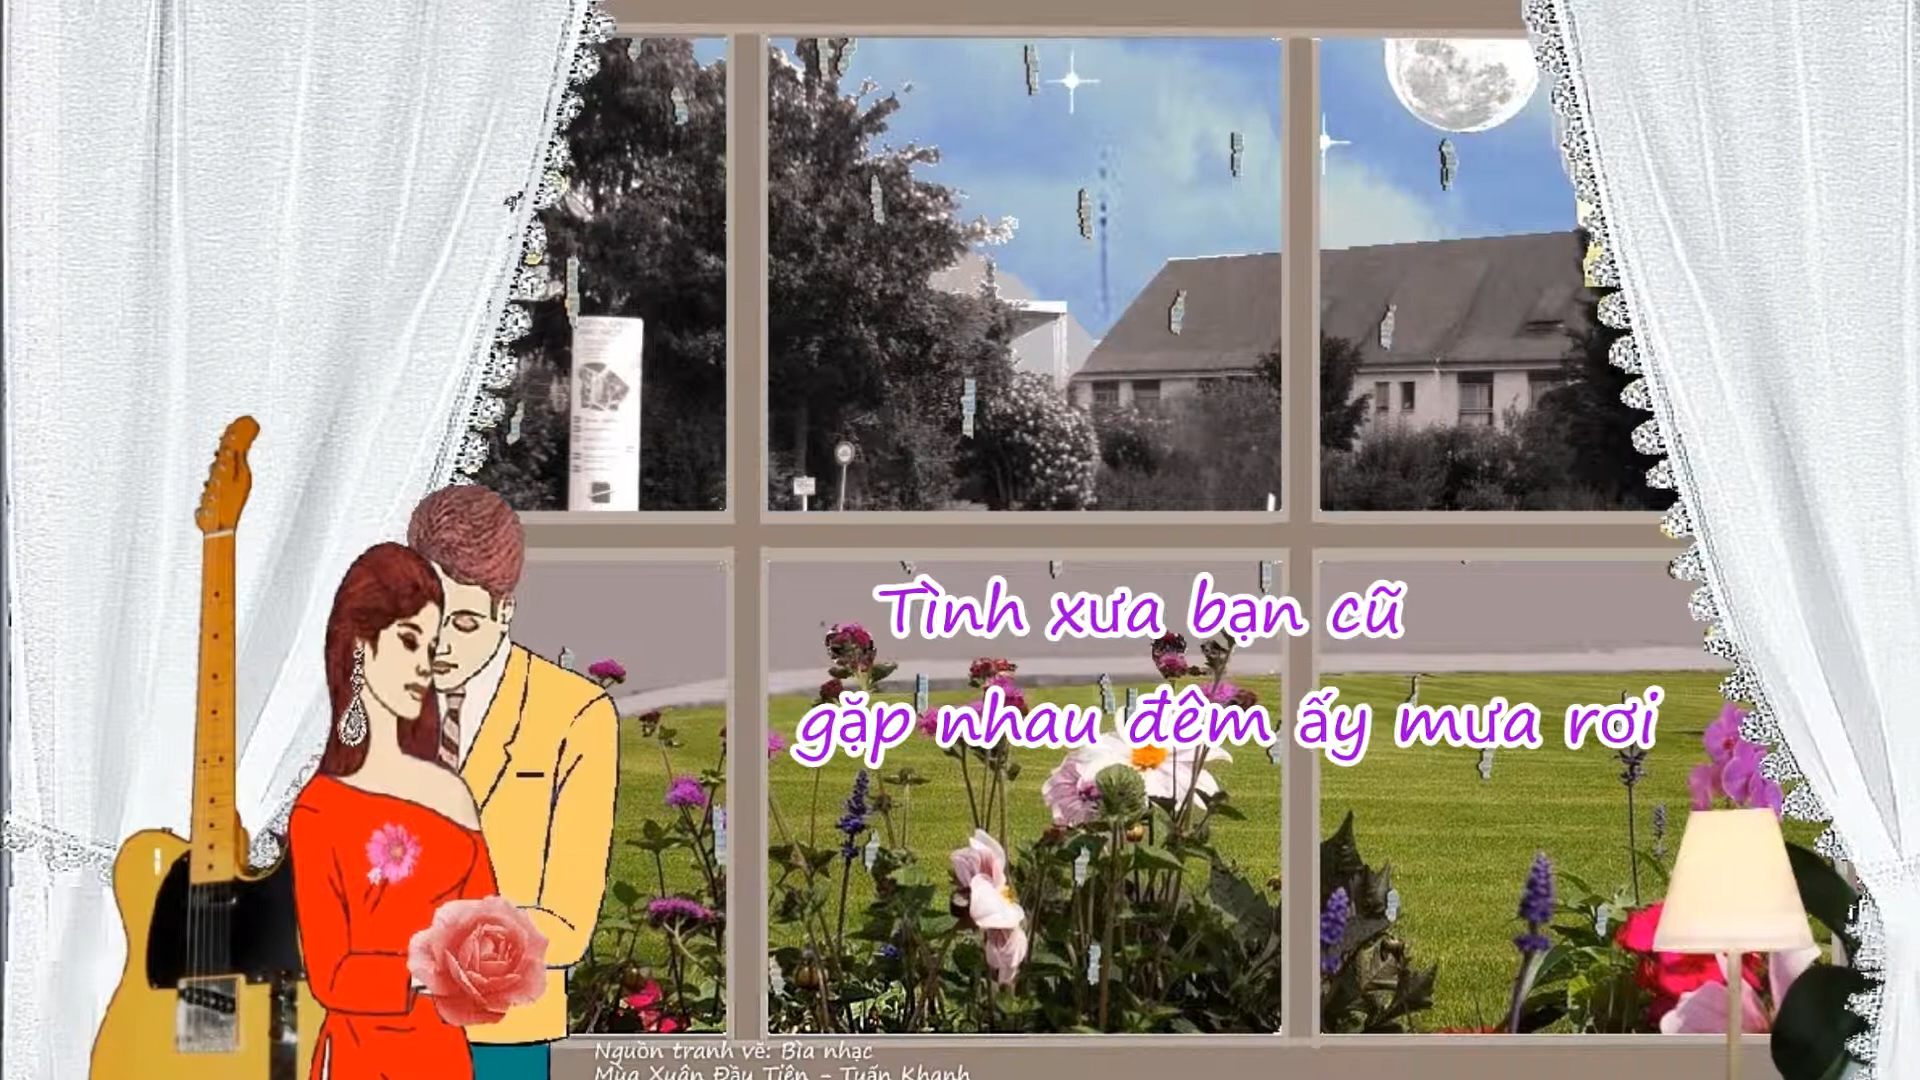 Tình xưa bạn cũ
gặp nhau đêm ấy mưa rơi
Nguồn tranh vẽ: Bìa nhạc
Mùa Xuân Đầu Tiên - Tuấn Khanh